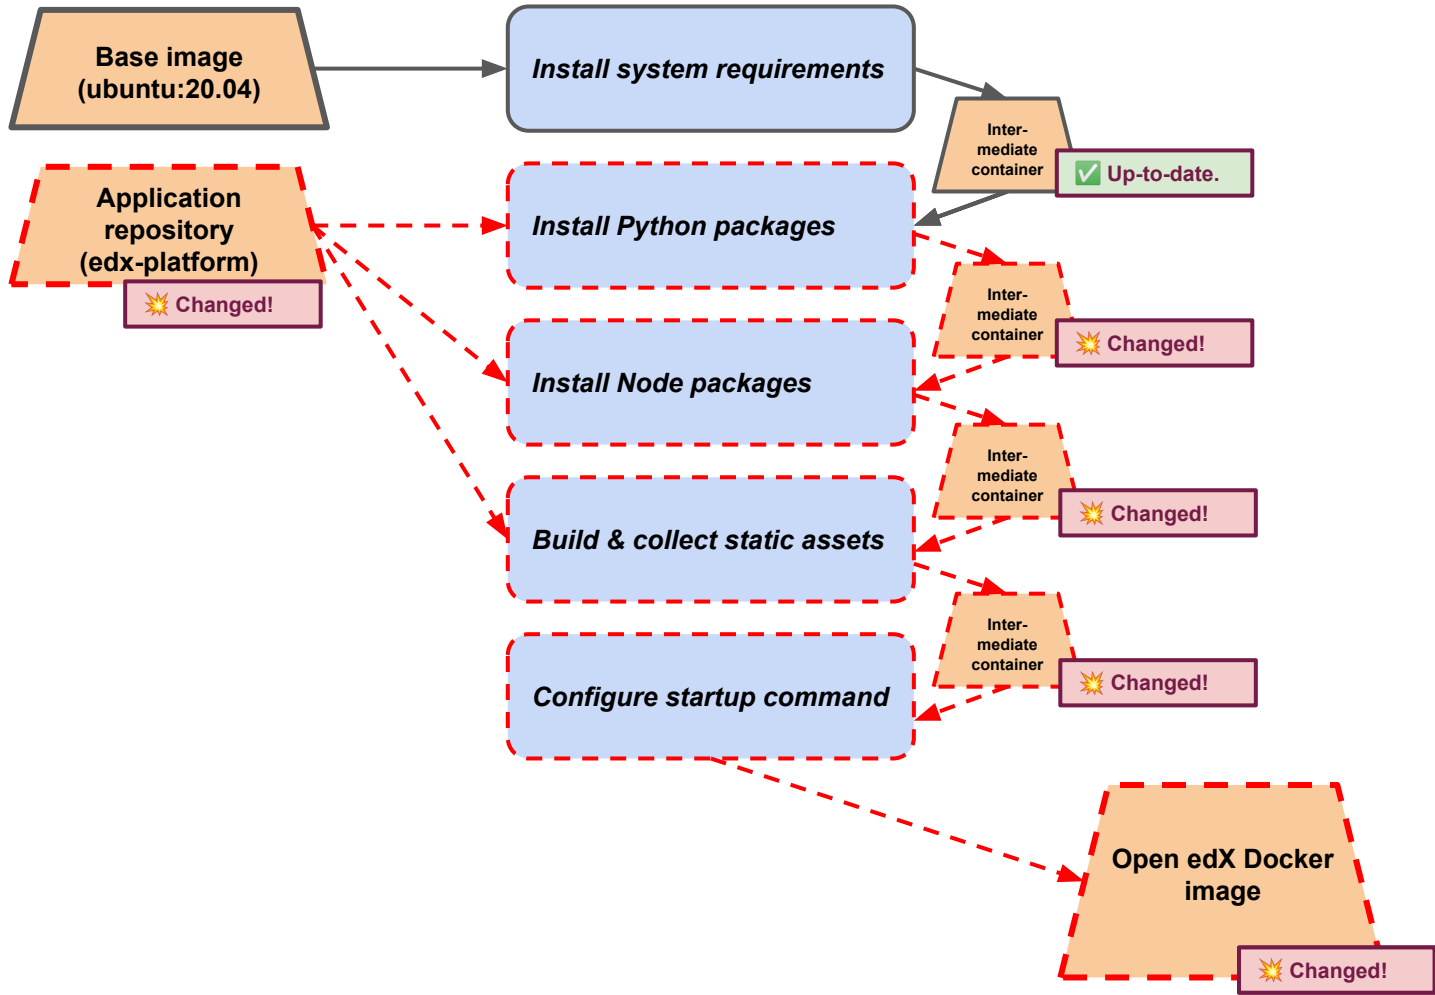 Base image
(ubuntu:20.04)
Install system requirements
Inter-
mediate
container
✅ Up-to-date.
Application
repository
(edx-platform)
💥 Changed!
Install Python packages
Inter-
mediate
container
💥 Changed!
Install Node packages
Inter-
mediate
container
💥 Changed!
Build & collect static assets
Inter-
mediate
container
💥 Changed!
Configure startup command
Open edX Docker
image
💥 Changed!